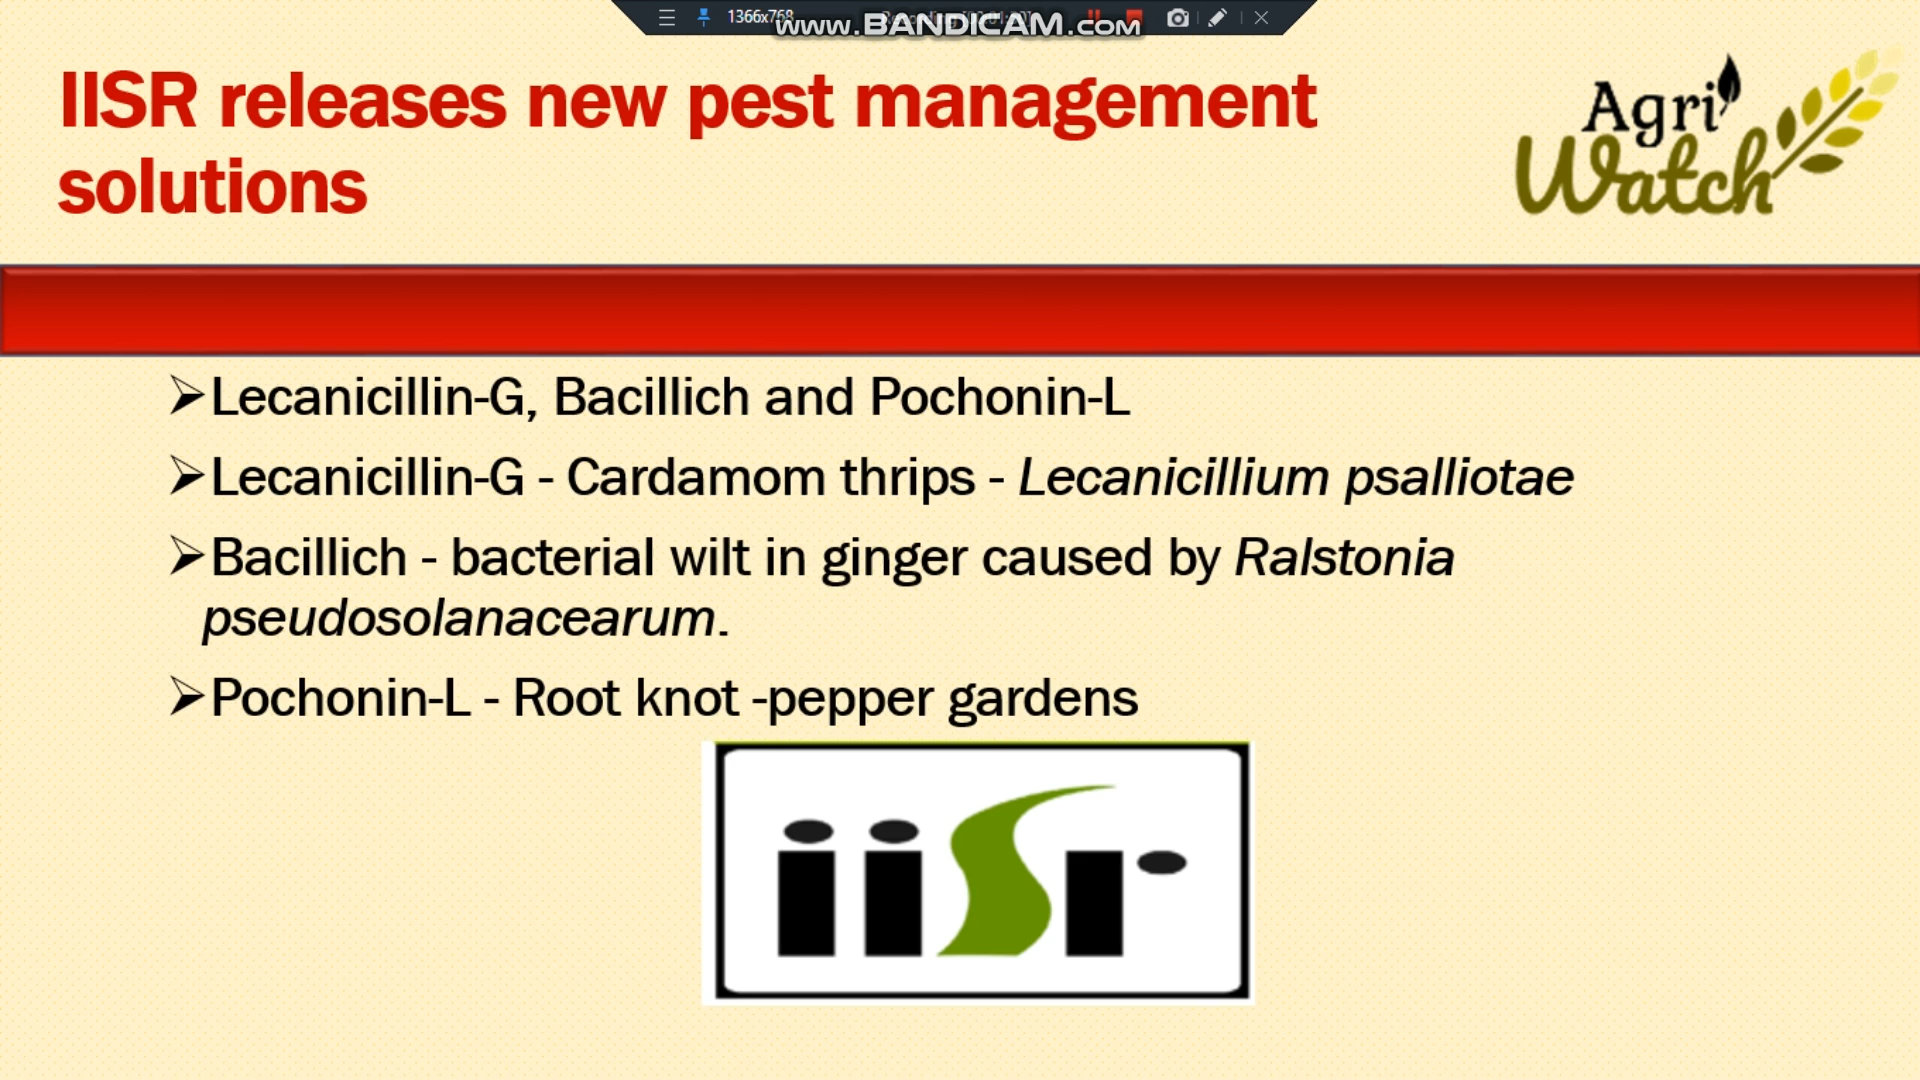 1366x768
www.BANDICAM.com
IISR releases new pest management
solutions
Agri
Watch
➢Lecanicillin-G, Bacillich and Pochonin-L
➢Lecanicillin-G - Cardamom thrips - Lecanicillium psalliotae
➢Bacillich - bacterial wilt in ginger caused by Ralstonia
pseudosolanacearum.
➢Pochonin-L - Root knot -pepper gardens
iisr